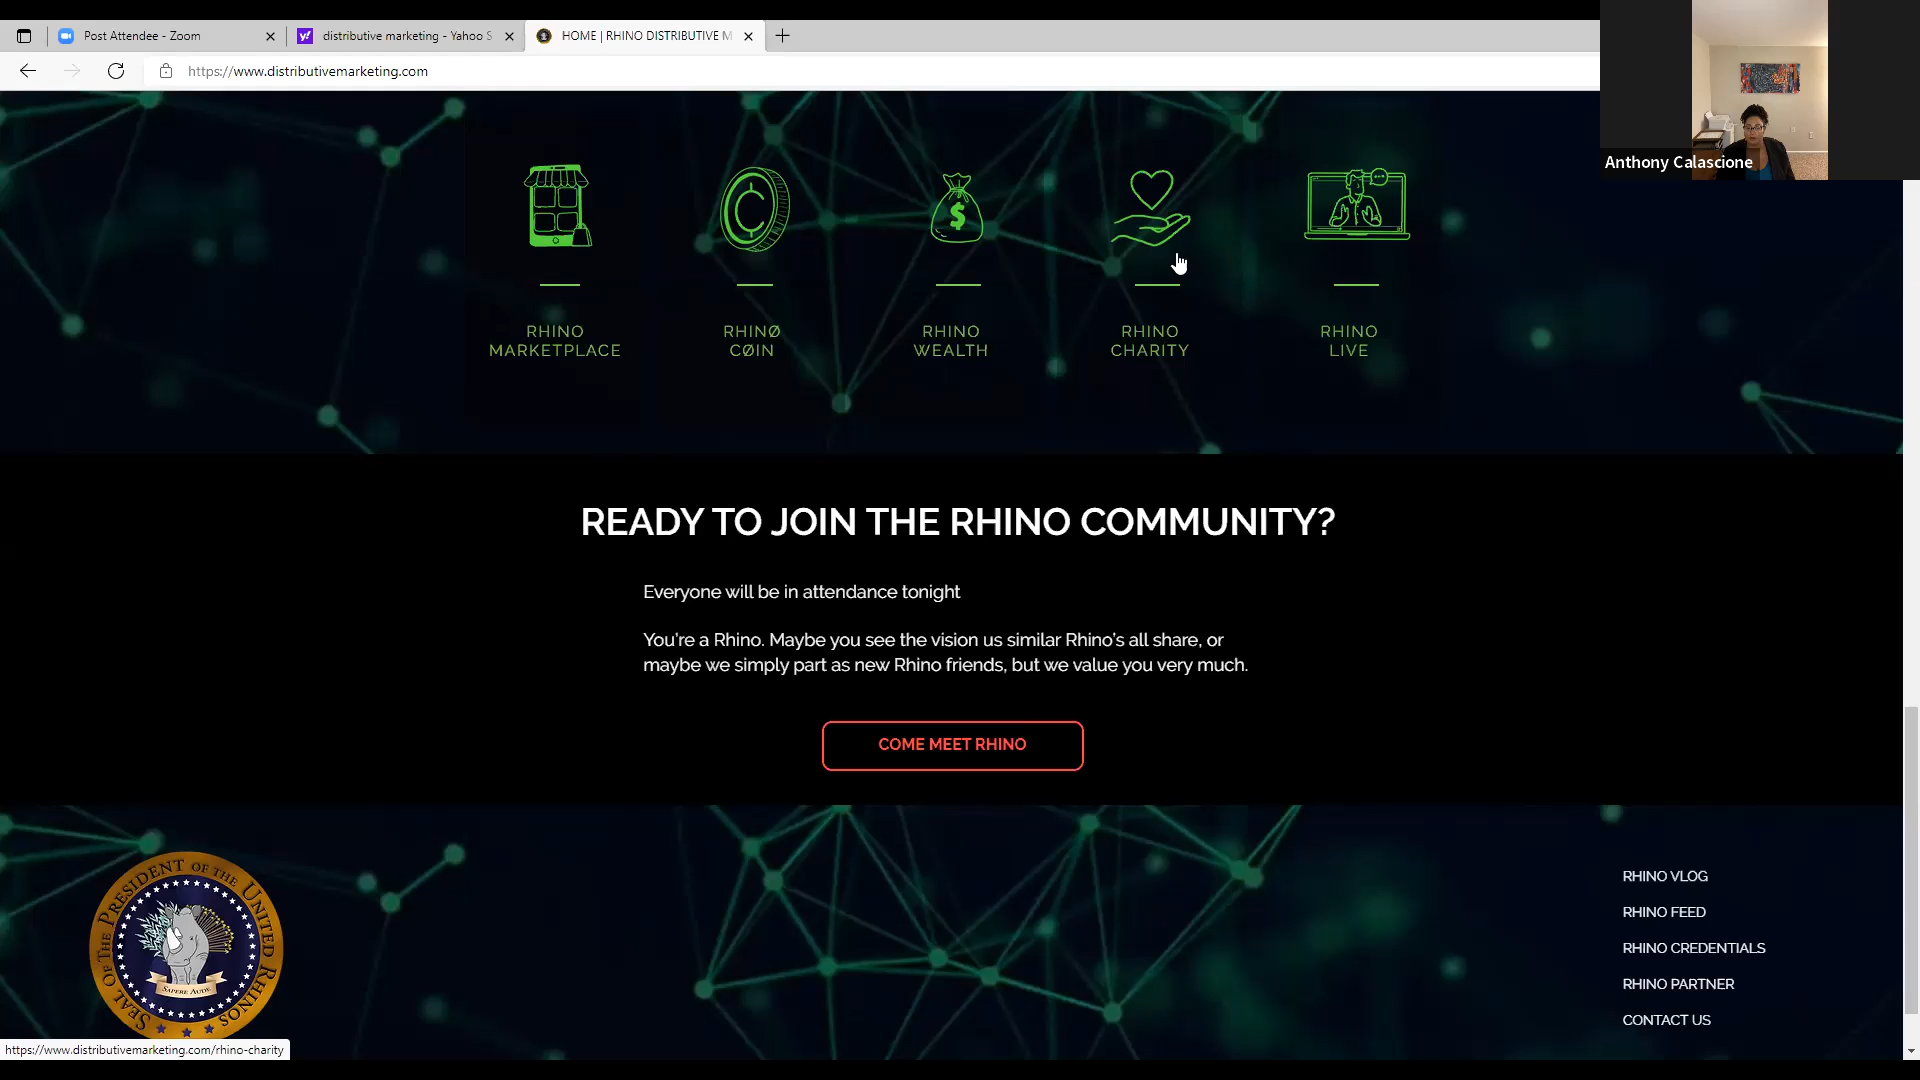 Post Attendee - Zoom
distributive marketing - Yahoo S
HOME | RHINO DISTRIBUTIVE M
https://www.distributivemarketing.com
Anthony Calascione
RHINO
MARKETPLACE
RHINØ
CØIN
RHINO
WEALTH
RHINO
CHARITY
RHINO
LIVE
READY TO JOIN THE RHINO COMMUNITY?
Everyone will be in attendance tonight
You're a Rhino. Maybe you see the vision us similar Rhino's all share, or
maybe we simply part as new Rhino friends, but we value you very much.
COME MEET RHINO
SEAL OF THE PRESIDENT OF THE UNITED RHINOS
SAPERE AUDE
RHINO VLOG
RHINO FEED
RHINO CREDENTIALS
RHINO PARTNER
CONTACT US
https://www.distributivemarketing.com/rhino-charity